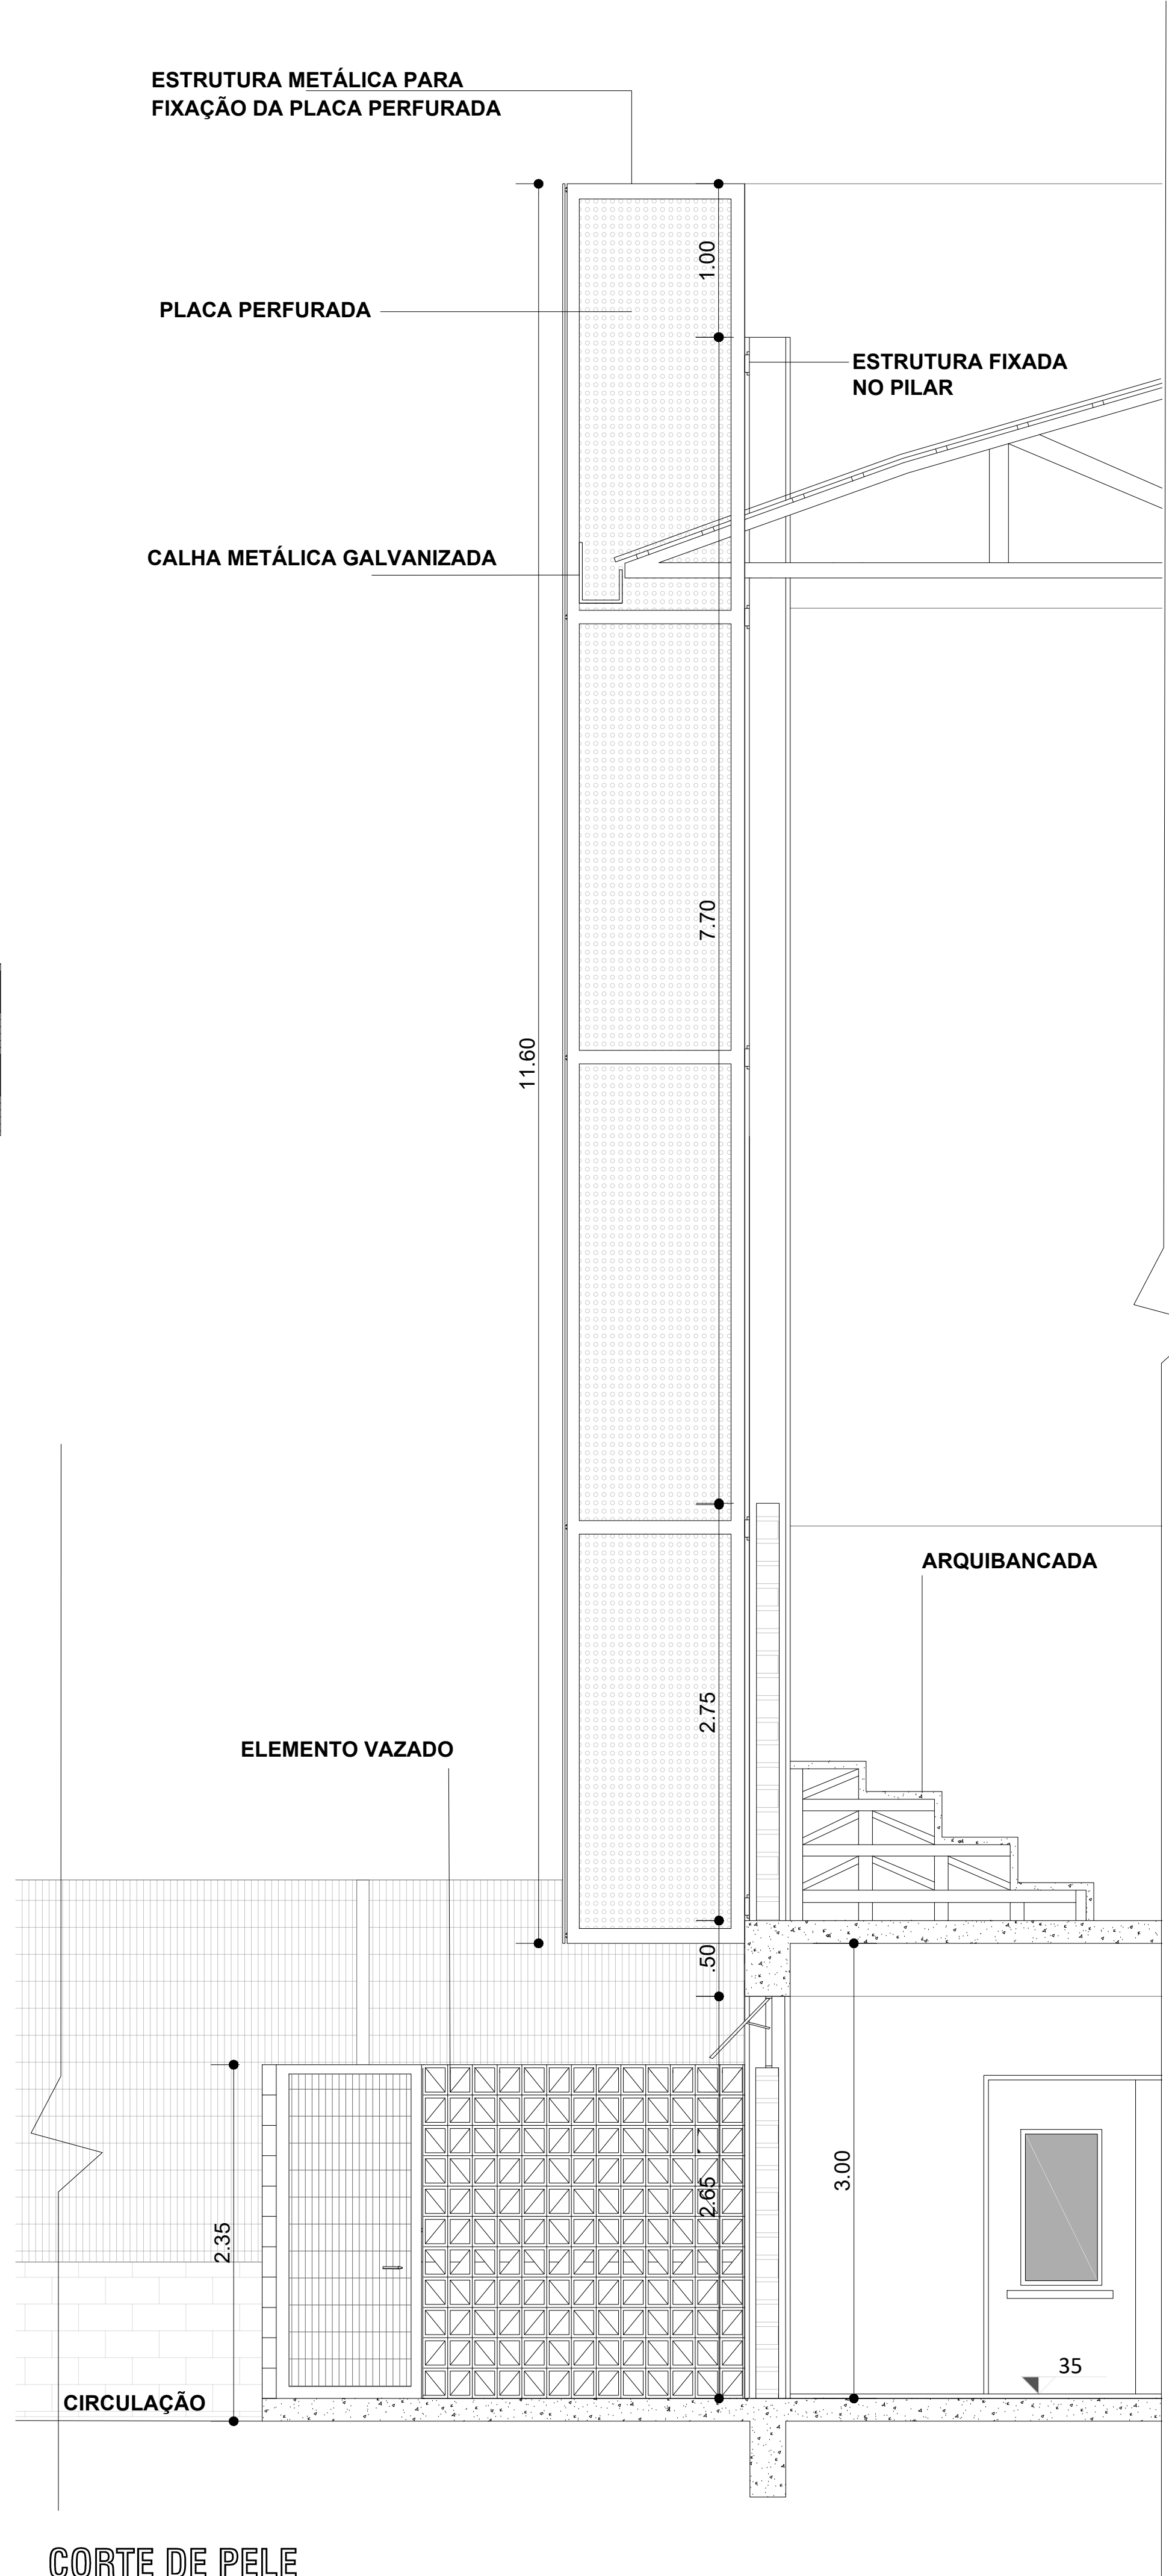 ESTRUTURA METÁLICA PARA
FIXAÇÃO DA PLACA PERFURADA
1.00
PLACA PERFURADA
ESTRUTURA FIXADA
NO PILAR
CALHA METÁLICA GALVANIZADA
7.70
11.60
ARQUIBANCADA
2.75
ELEMENTO VAZADO
.50
3.00
2.65
2.35
35
CIRCULAÇÃO
CORTE DE PELE